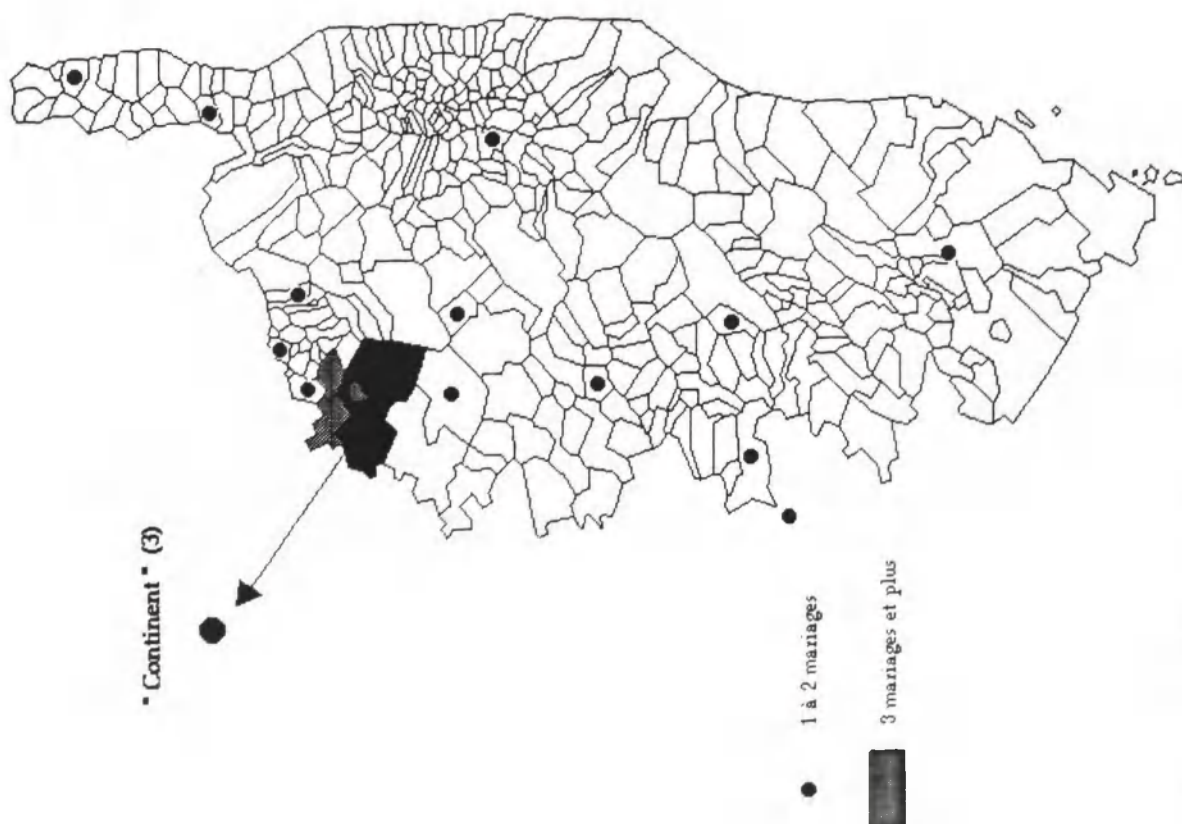 " Continent " (3)
1 à 2 mariages
3 mariages et plus